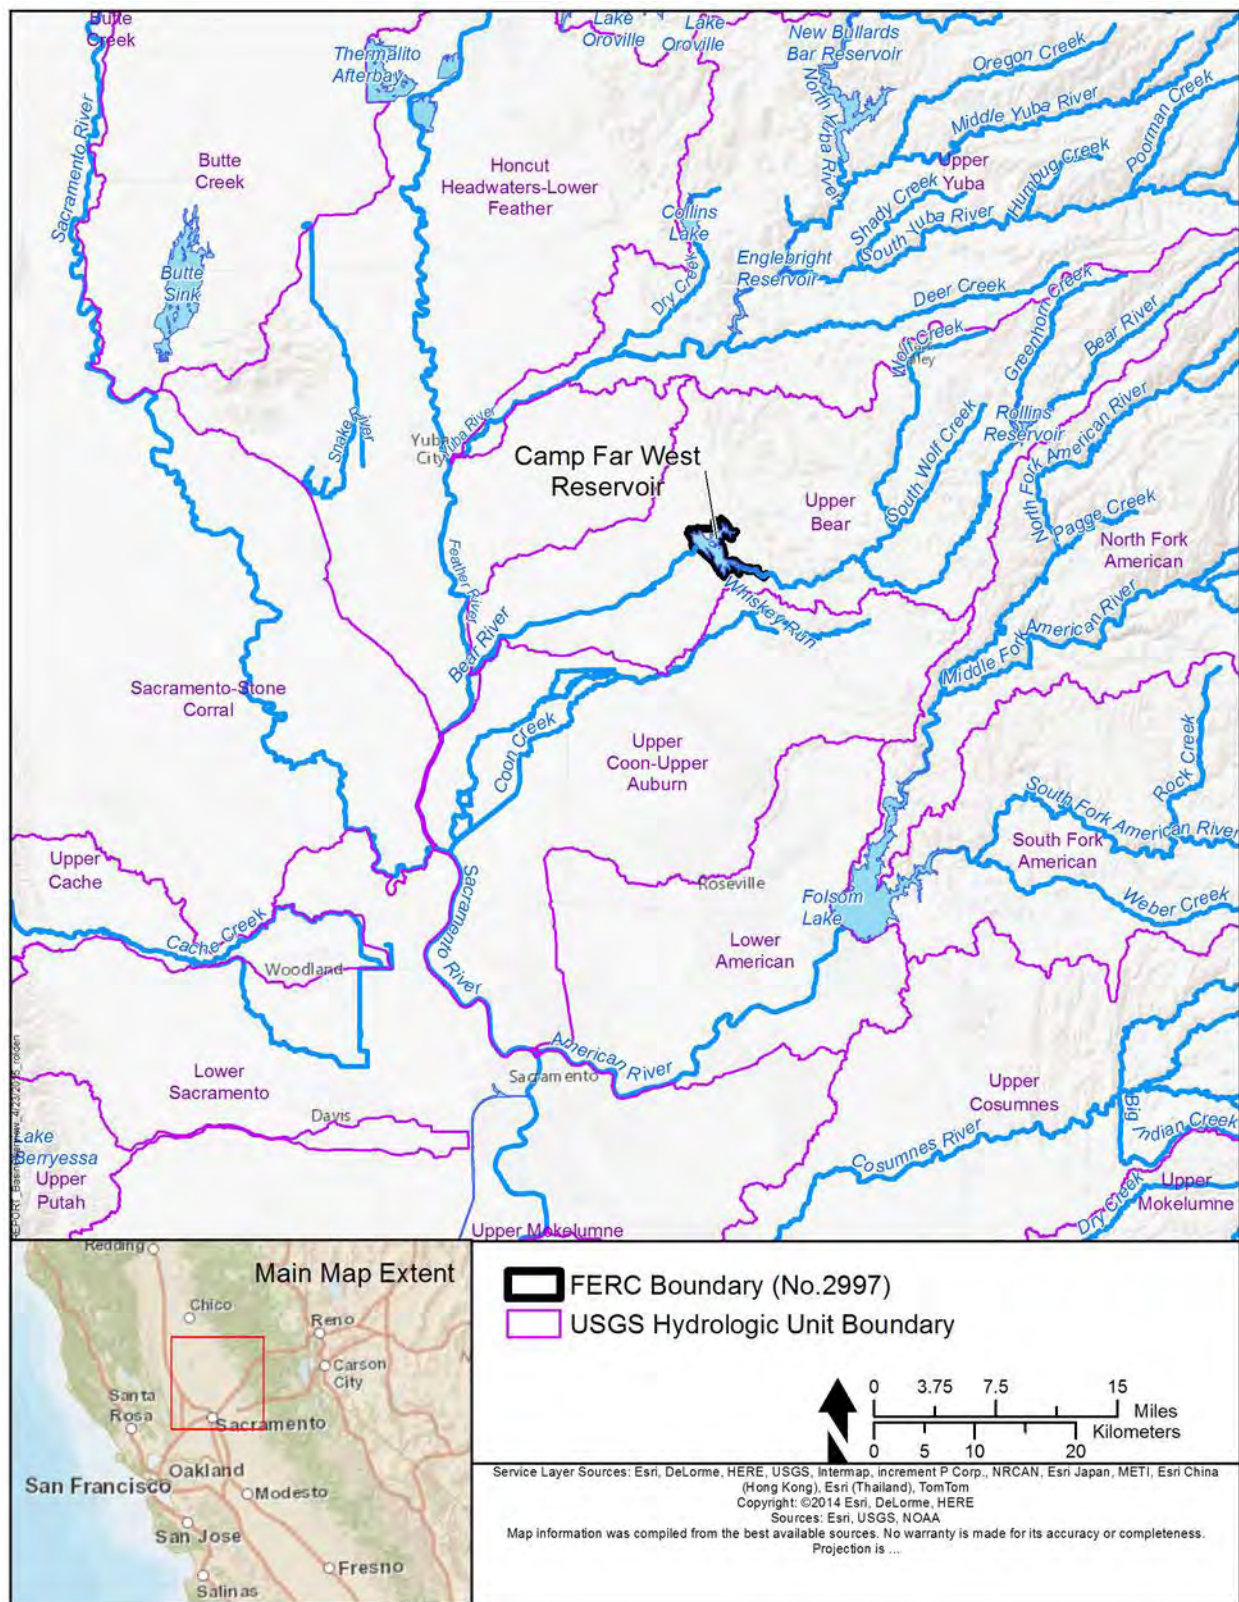 Butte
Creek
Lake
Oroville
Lake
Oroville
New Bullards
Bar Reservoir
Oregon Creek
Thermalito
Afterbay
North Yuba River
Middle Yuba River
Poorman Creek
Sacramento River
Butte
Creek
Honcut
Headwaters-Lower
Feather
Upper
Yuba
Humbug Creek
Shady Creek
South Yuba River
Collins
Lake
Englebright
Reservoir
Butte
Sink
Dry Creek
Deer Creek
Greenhorn Creek
Bear River
Wolf Creek
Snake River
Yuba
City
Yuba River
Rollins
Reservoir
North Fork American River
Camp Far West
Reservoir
South Wolf Creek
Upper
Bear
Pagge Creek
North Fork
American
Feather River
Whiskey Run
Bear River
Middle Fork American River
Sacramento-Stone
Corral
Coon Creek
Upper
Coon-Upper
Auburn
Rock Creek
South Fork American River
South Fork
American
Upper
Cache
Roseville
Folsom
Lake
Weber Creek
Cache Creek
Sacramento River
Woodland
Lower
American
American River
Sacramento
Lower
Sacramento
Upper
Cosumnes
Davis
Big Indian Creek
Cosumnes River
Lake
Berryessa
Upper
Putah
Upper
Mokelumne
Dry Creek
Upper Mokelumne
Redding
Main Map Extent
Chico
Reno
Carson
City
Santa
Rosa
Sacramento
Oakland
San Francisco
Modesto
San Jose
Fresno
Salinas
FERC Boundary (No.2997)
USGS Hydrologic Unit Boundary
0 3.75 7.5 15
Miles
Kilometers
0 5 10 20
Service Layer Sources: Esri, DeLorme, HERE, USGS, Intermap, increment P Corp., NRCAN, Esri Japan, METI, Esri China
(Hong Kong), Esri (Thailand), TomTom
Copyright: ©2014 Esri, DeLorme, HERE
Sources: Esri, USGS, NOAA
Map information was compiled from the best available sources. No warranty is made for its accuracy or completeness.
Projection is ...